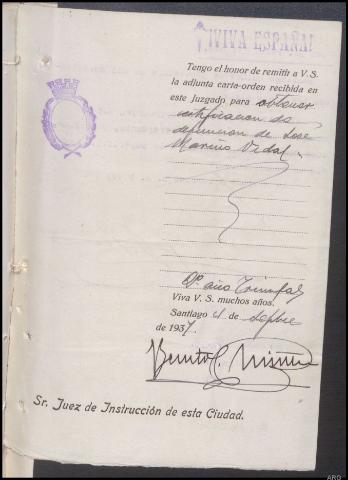 ¡VIVA ESPAÑA!
Tengo el honor de remitir a V. S.
la adjunta carta-orden recibida en
este Juzgado para obtener
certificacion de
defuncion de José
Marcius Vidal.
2º año Triunfal
Viva V. S. muchos años.
Santiago 4 de Sepbre
de 1937.
Sr. Juez de Instrucción de esta Ciudad.
ARG